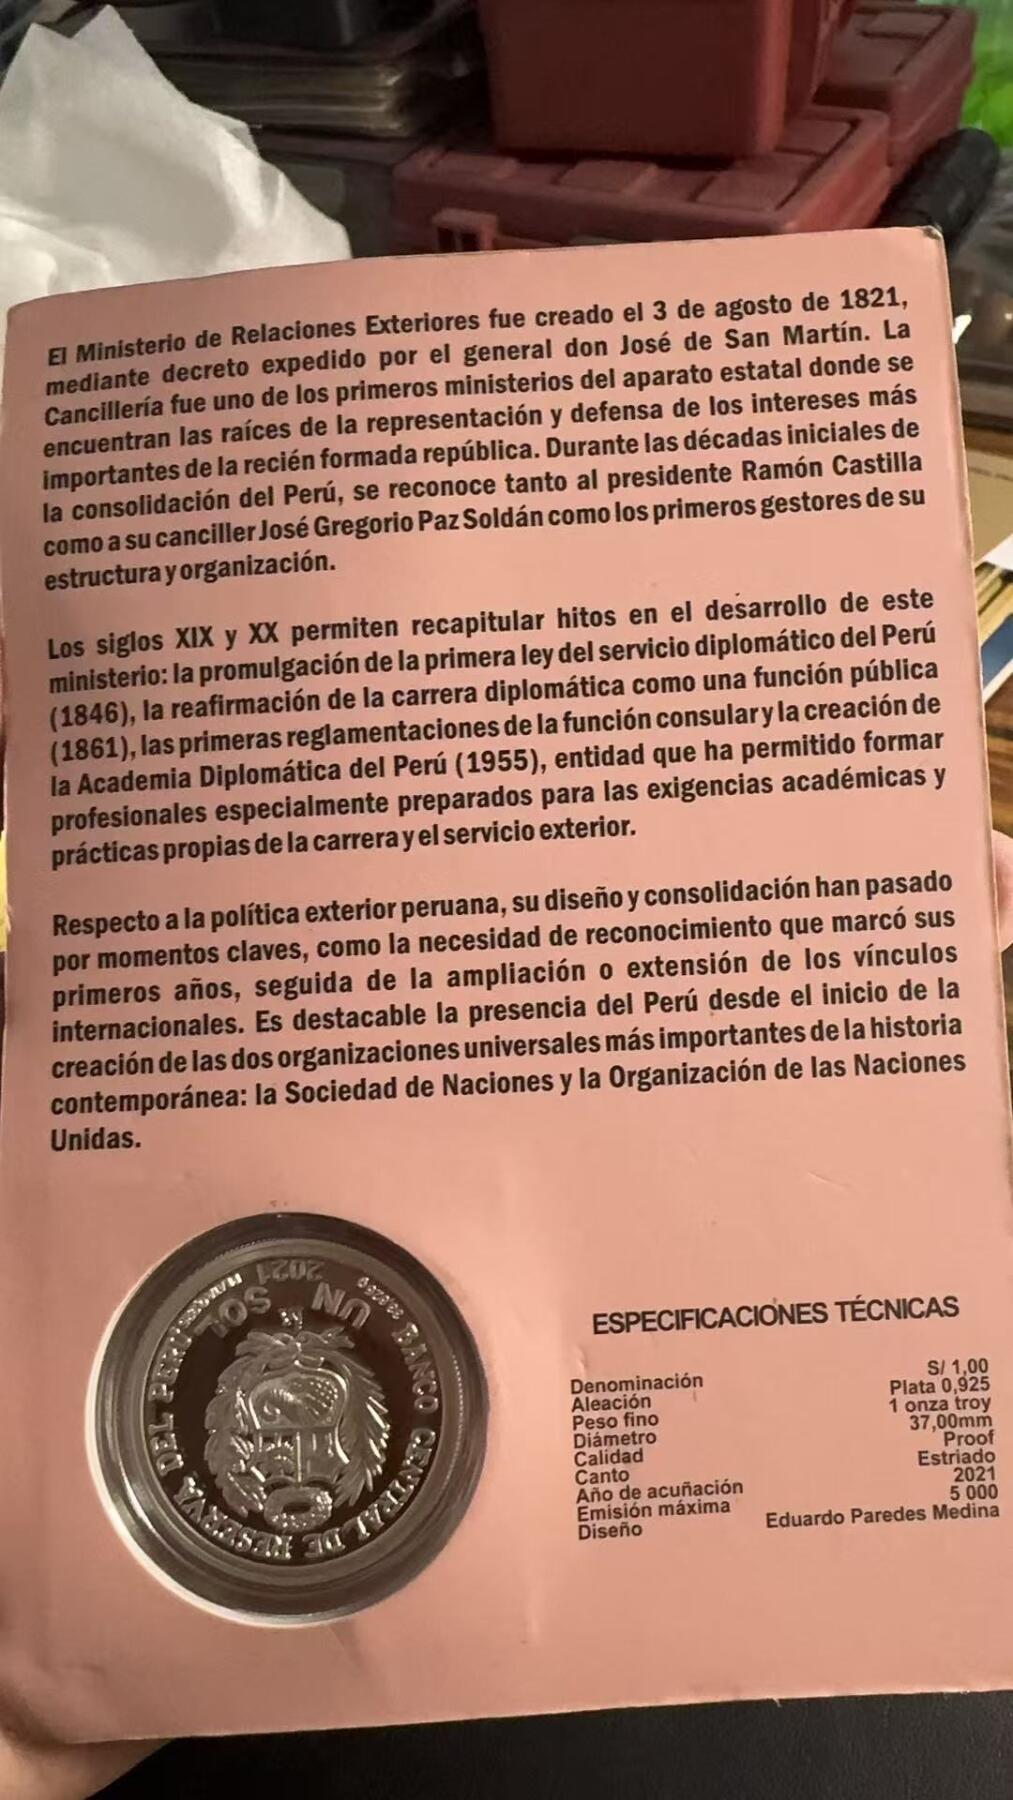 El Ministerio de Relaciones Exteriores fue creado el 3 de agosto de 1821,
mediante decreto expedido por el general don José de San Martín. La
Cancillería fue uno de los primeros ministerios del aparato estatal donde se
encuentran las raíces de la representación y defensa de los intereses más
importantes de la recién formada república. Durante las décadas iniciales de
la consolidación del Perú, se reconoce tanto al presidente Ramón Castilla
como a su canciller José Gregorio Paz Soldán como los primeros gestores de su
estructura y organización.
Los siglos XIX y XX permiten recapitular hitos en el desarrollo de este
ministerio: la promulgación de la primera ley del servicio diplomático del Perú
(1846), la reafirmación de la carrera diplomática como una función pública
(1861), las primeras reglamentaciones de la función consular y la creación de
la Academia Diplomática del Perú (1955), entidad que ha permitido formar
profesionales especialmente preparados para las exigencias académicas y
prácticas propias de la carrera y el servicio exterior.
Respecto a la política exterior peruana, su diseño y consolidación han pasado
por momentos claves, como la necesidad de reconocimiento que marcó sus
primeros años, seguida de la ampliación o extensión de los vínculos
internacionales. Es destacable la presencia del Perú desde el inicio de la
creación de las dos organizaciones universales más importantes de la historia
contemporánea: la Sociedad de Naciones y la Organización de las Naciones
Unidas.
BANCO CENTRAL DE RESERVA DEL PERÚ
UN SOL
2021
ESPECIFICACIONES TÉCNICAS
Denominación S/ 1,00
Aleación Plata 0,925
Peso fino 1 onza troy
Diámetro 37,00mm
Calidad Proof
Canto Estriado
Año de acuñación 2021
Emisión máxima 5 000
Diseño Eduardo Paredes Medina